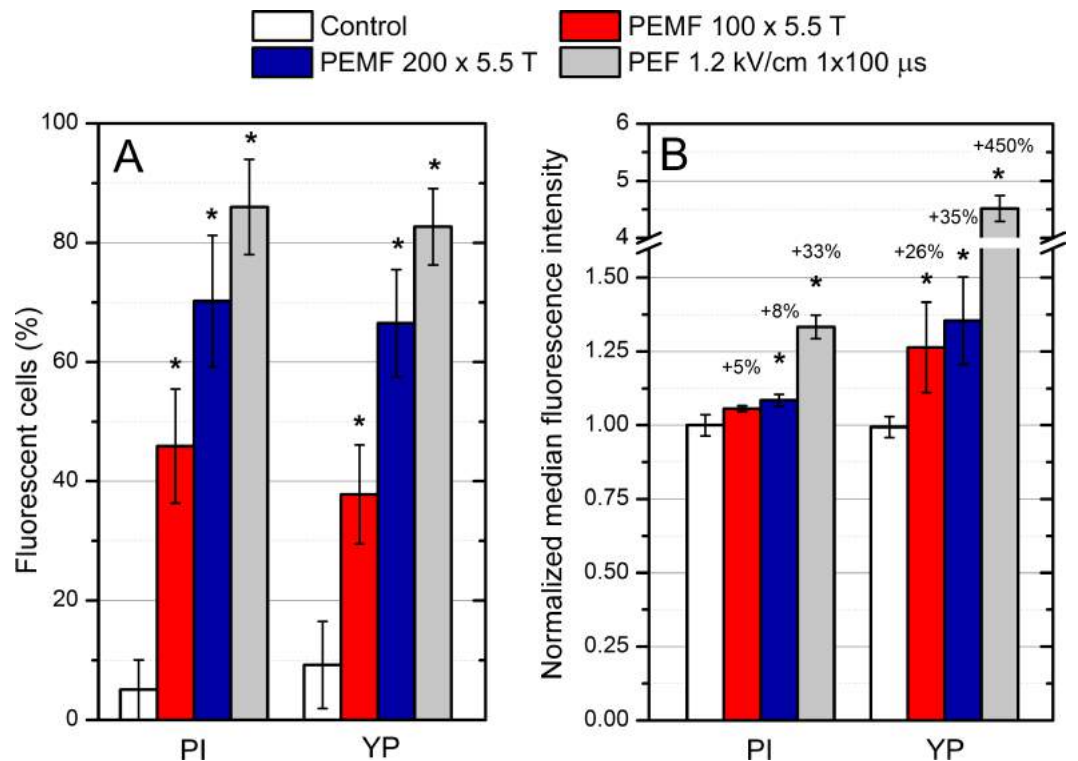 Control
PEMF 100 x 5.5 T
PEMF 200 x 5.5 T
PEF 1.2 kV/cm 1x100 μs
A
Fluorescent cells (%)
100
80
60
40
20
0
*
*
*
*
*
*
PI
YP
B
Normalized median fluorescence intensity
6
5
4
1.50
1.25
1.00
0.75
0.50
0.25
0.00
+5%
+8%
*
+33%
*
+26%
*
+35%
*
+450%
*
PI
YP